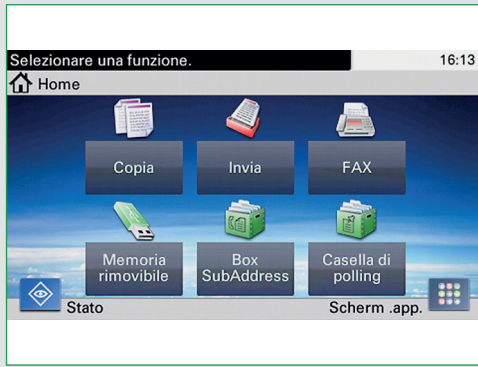 Selezionare una funzione.
16:13
Home
Copia
Invia
FAX
Memoria
rimovibile
Box
SubAddress
Casella di
polling
Stato
Scherm .app.